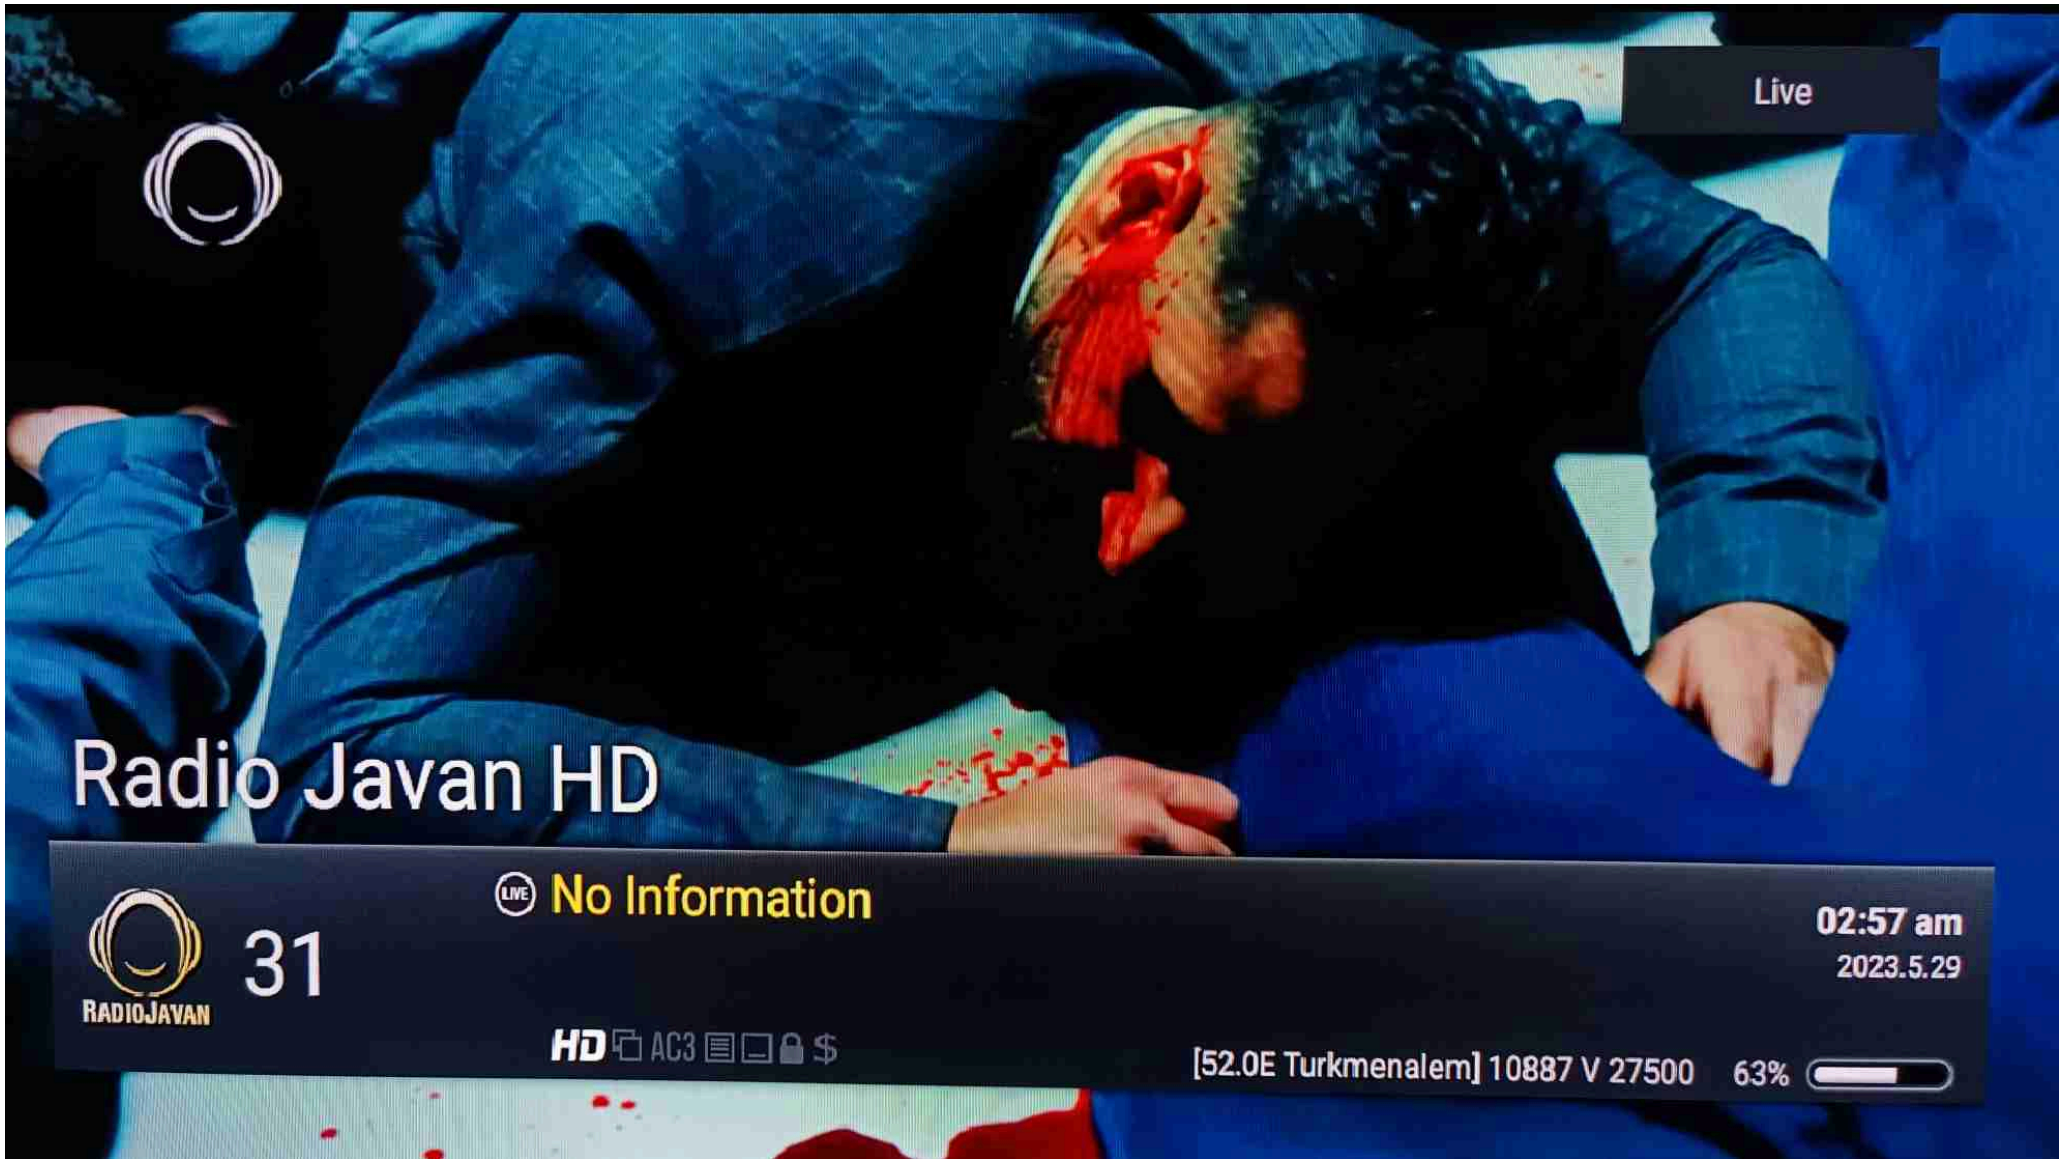 Live
Radio Javan HD
LIVE No Information
02:57 am
31
2023.5.29
RADIOJAVAN
HD AC3 $
[52.0E Turkmenalem] 10887 V 27500 63%